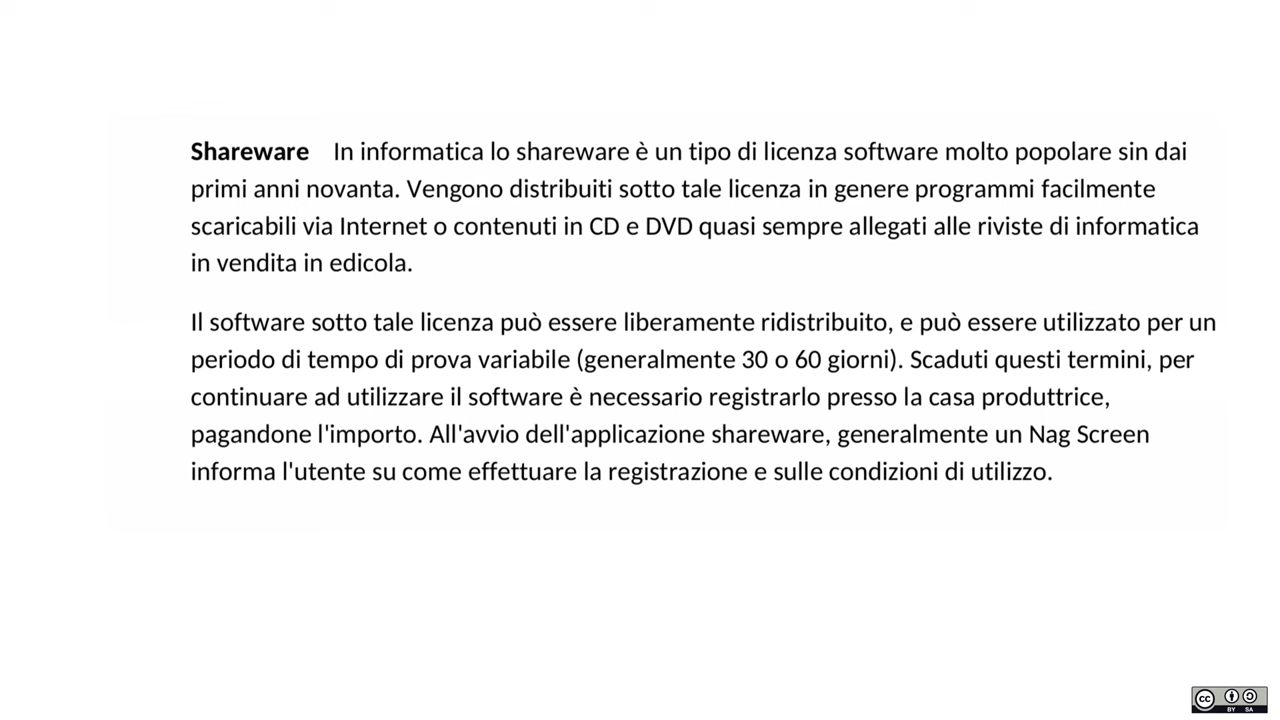 Shareware In informatica lo shareware è un tipo di licenza software molto popolare sin dai
primi anni novanta. Vengono distribuiti sotto tale licenza in genere programmi facilmente
scaricabili via Internet o contenuti in CD e DVD quasi sempre allegati alle riviste di informatica
in vendita in edicola.
Il software sotto tale licenza può essere liberamente ridistribuito, e può essere utilizzato per un
periodo di tempo di prova variabile (generalmente 30 o 60 giorni). Scaduti questi termini, per
continuare ad utilizzare il software è necessario registrarlo presso la casa produttrice,
pagandone l'importo. All'avvio dell'applicazione shareware, generalmente un Nag Screen
informa l'utente su come effettuare la registrazione e sulle condizioni di utilizzo.
cc
BY SA